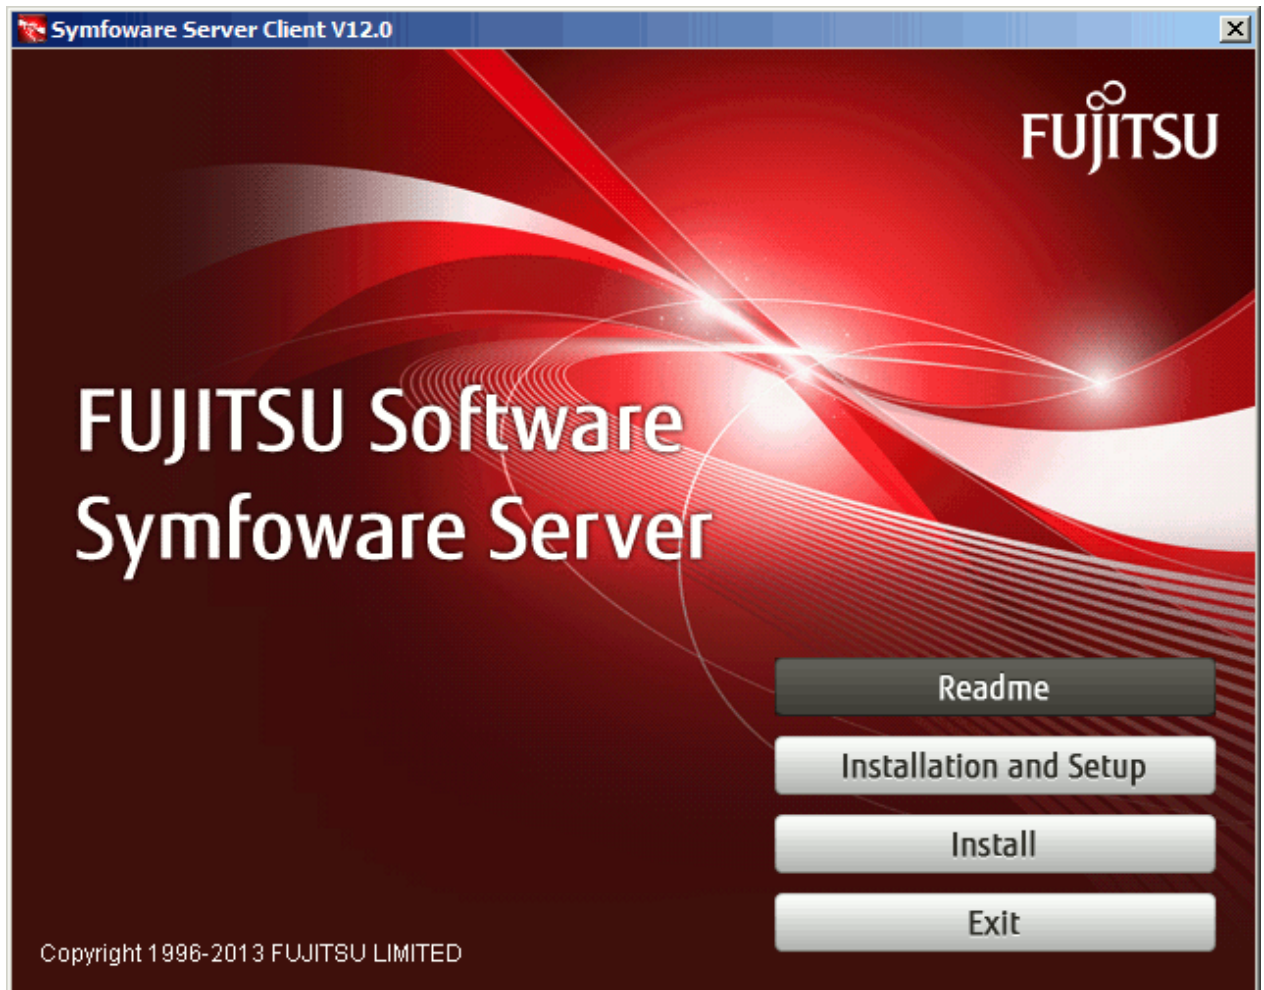 Symfoware Server Client V12.0
FUJITSU
FUJITSU Software
Symfoware Server
Readme
Installation and Setup
Install
Exit
Copyright 1996-2013 FUJITSU LIMITED